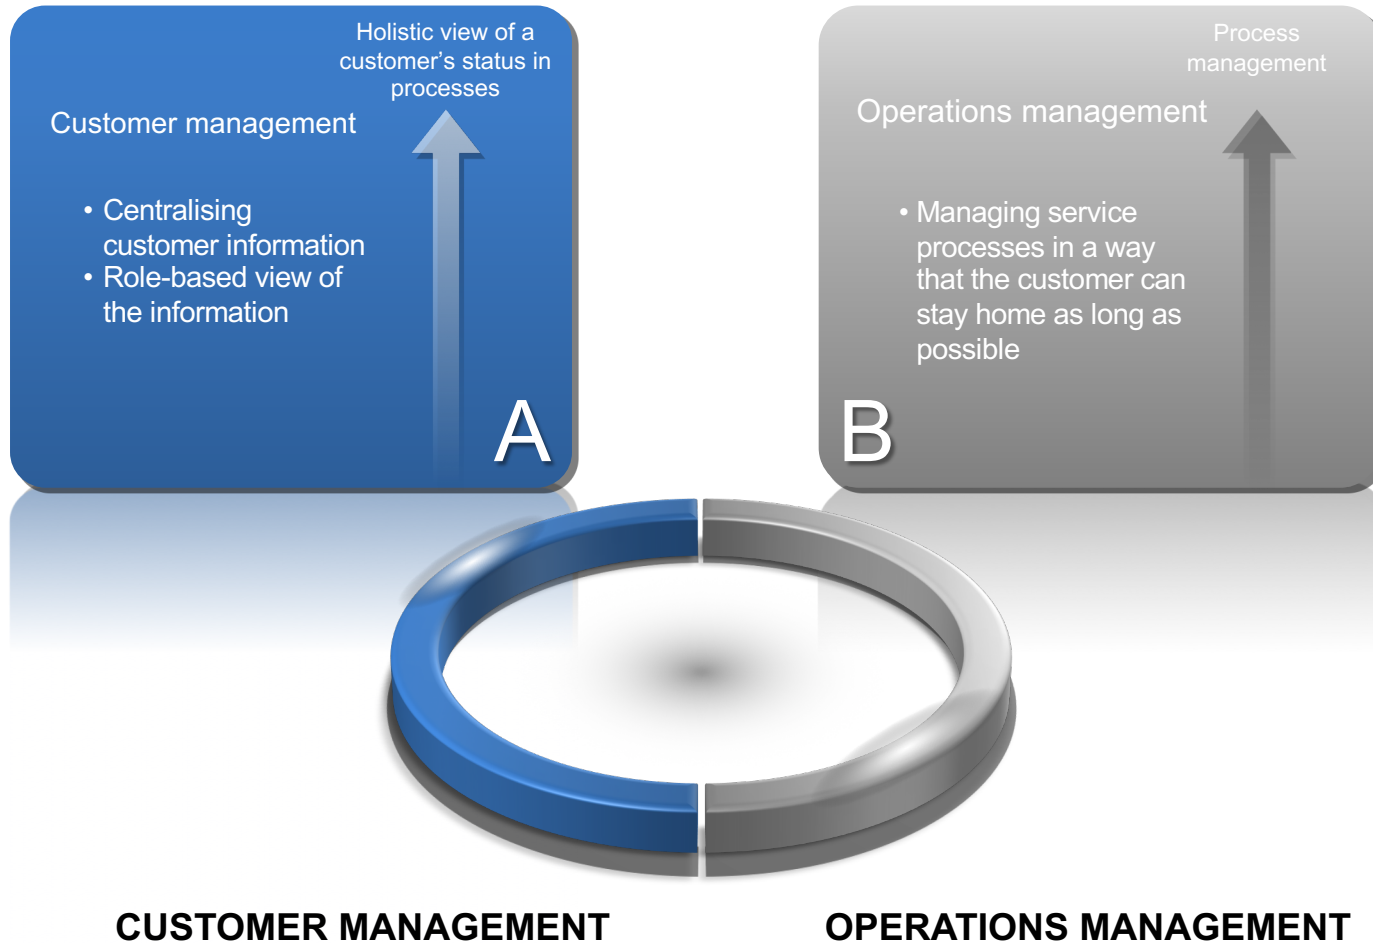 Holistic view of a
customer’s status in
processes
Customer management
• Centralising
customer information
• Role-based view of
the information
A
Process
management
Operations management
• Managing service
processes in a way
that the customer can
stay home as long as
possible
B
CUSTOMER MANAGEMENT
OPERATIONS MANAGEMENT